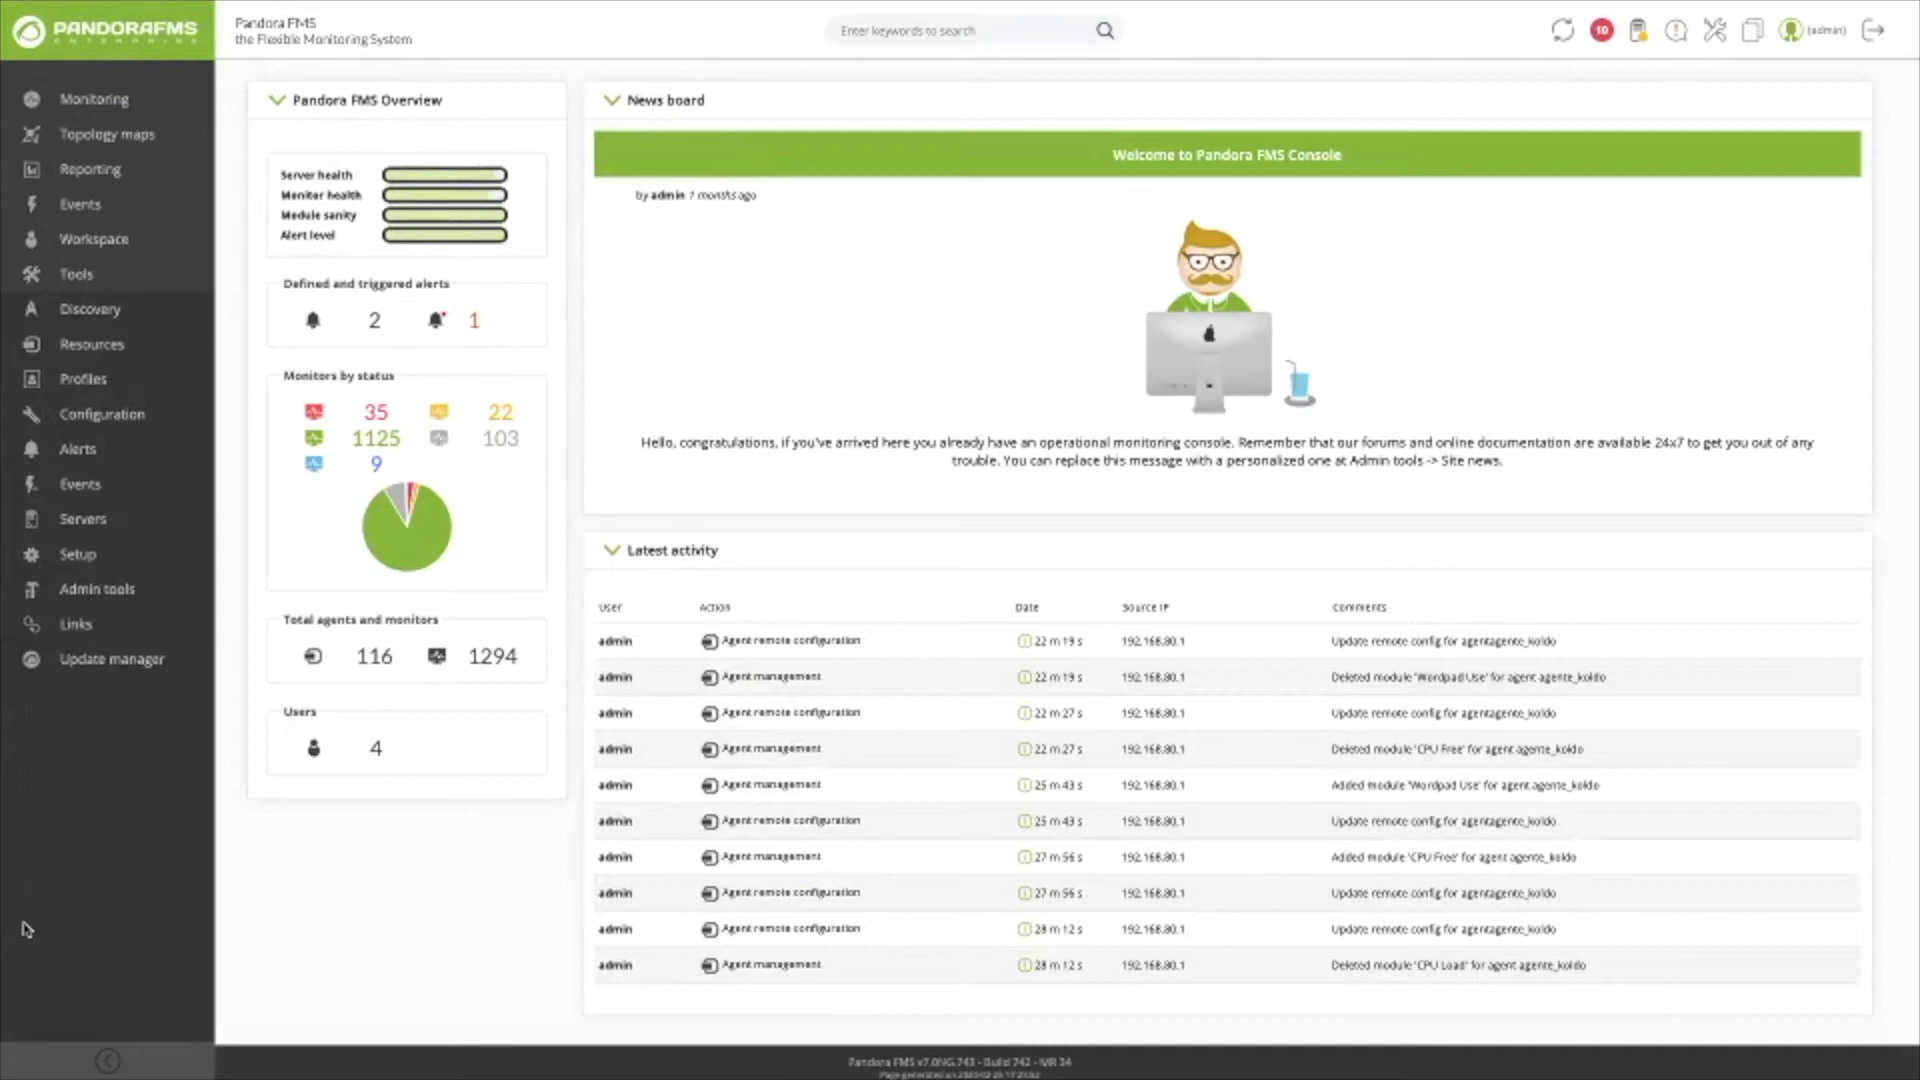 PANDORAFMS
ENTERPRISE
Pandora FMS
the Flexible Monitoring System
Enter keywords to search
10
(admin)
Monitoring
Topology maps
Reporting
Events
Workspace
Tools
Discovery
Resources
Profiles
Configuration
Alerts
Events
Servers
Setup
Admin tools
Links
Update manager
Pandora FMS Overview
Server health
Monitor health
Module sanity
Alert level
Defined and triggered alerts
2 1
Monitors by status
35 22
1125 103
9
Total agents and monitors
116 1294
Users
4
News board
Welcome to Pandora FMS Console
by admin 1 months ago
Hello, congratulations, if you've arrived here you already have an operational monitoring console. Remember that our forums and online documentation are available 24x7 to get you out of any
trouble. You can replace this message with a personalized one at Admin tools -> Site news.
Latest activity
User Action Date Source IP Comments
admin Agent remote configuration 22 m 19 s 192.168.80.1 Update remote config for agentagente_koldo
admin Agent management 22 m 19 s 192.168.80.1 Deleted module 'Wordpad Use' for agent agente_koldo
admin Agent remote configuration 22 m 27 s 192.168.80.1 Update remote config for agentagente_koldo
admin Agent management 22 m 27 s 192.168.80.1 Deleted module 'CPU Free' for agent agente_koldo
admin Agent management 25 m 43 s 192.168.80.1 Added module 'Wordpad Use' for agent agente_koldo
admin Agent remote configuration 25 m 43 s 192.168.80.1 Update remote config for agentagente_koldo
admin Agent management 27 m 56 s 192.168.80.1 Added module 'CPU Free' for agent agente_koldo
admin Agent remote configuration 27 m 56 s 192.168.80.1 Update remote config for agentagente_koldo
admin Agent remote configuration 28 m 12 s 192.168.80.1 Update remote config for agentagente_koldo
admin Agent management 28 m 12 s 192.168.80.1 Deleted module 'CPU Load' for agent agente_koldo
Pandora FMS v7.0NG.743 - Build 742 - MR 34
Page generated on